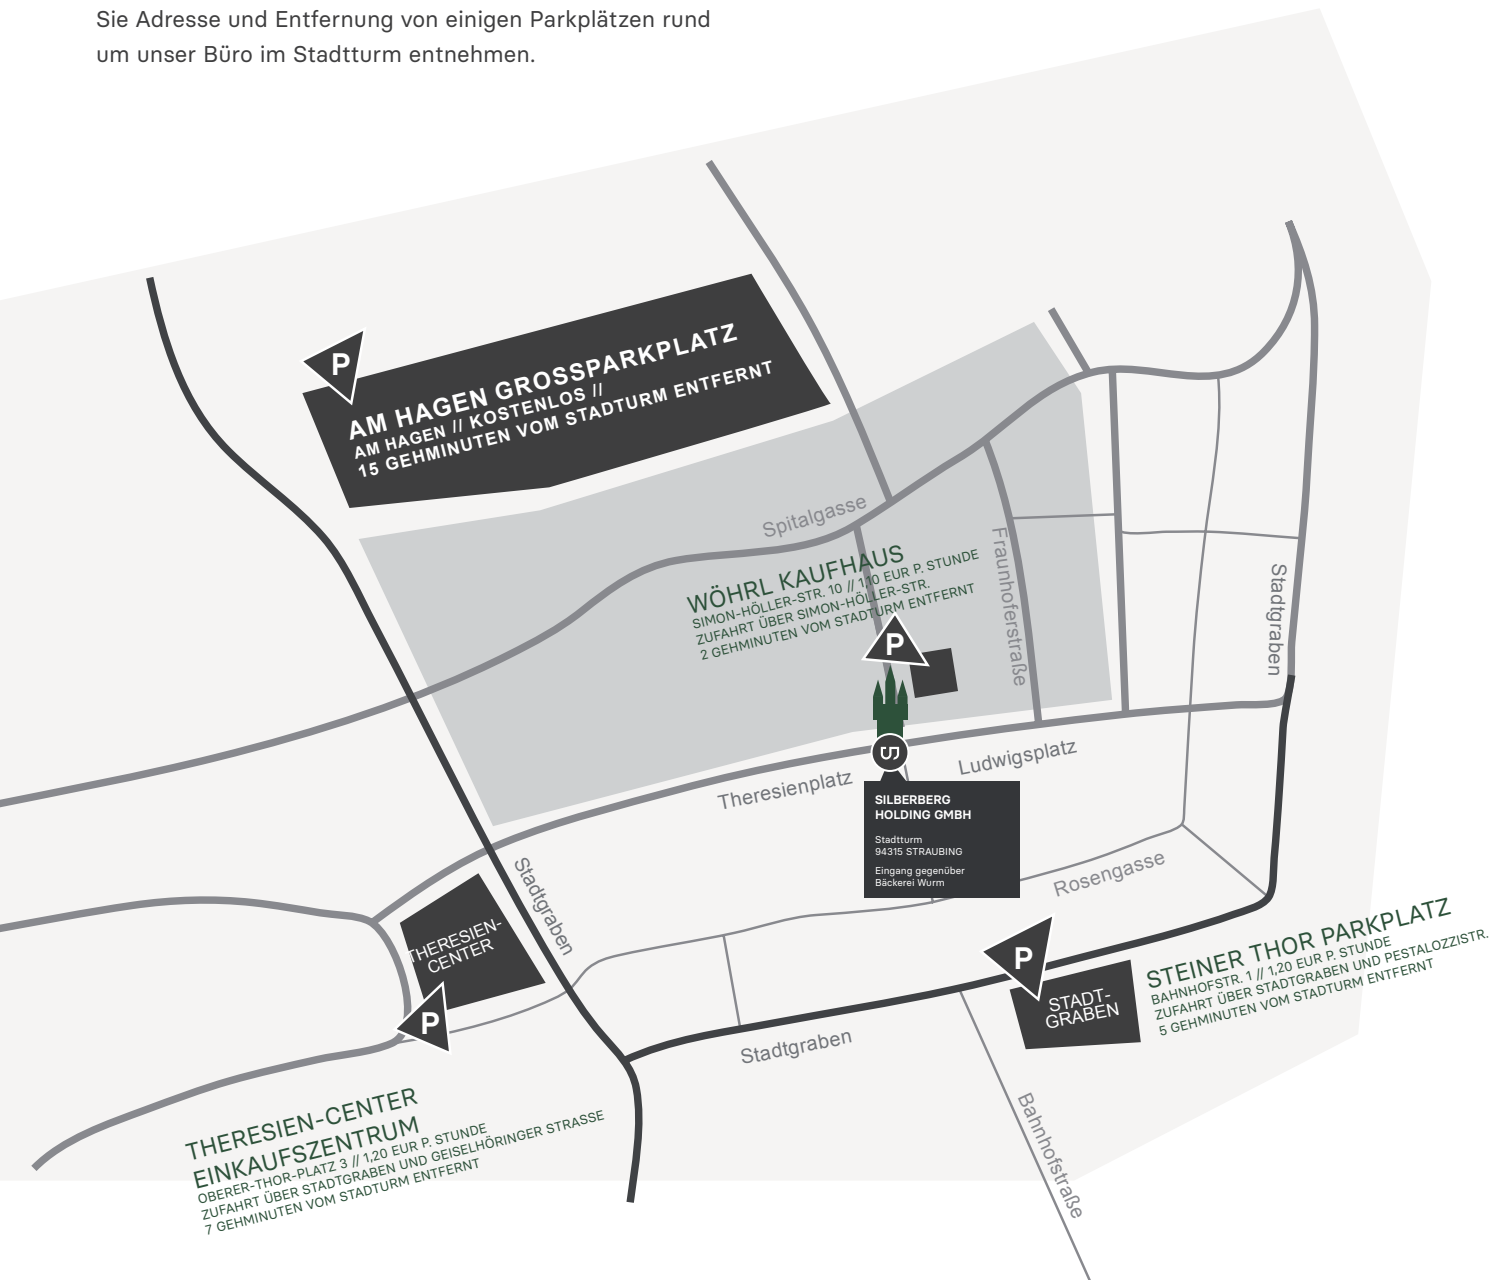 Sie Adresse und Entfernung von einigen Parkplätzen rund
um unser Büro im Stadtturm entnehmen.
P
AM HAGEN GROSSPARKPLATZ
AM HAGEN // KOSTENLOS //
15 GEHMINUTEN VOM STADTURM ENTFERNT
Spitalgasse
WÖHRL KAUFHAUS
SIMON-HÖLLER-STR. 10 // 1,10 EUR P. STUNDE
ZUFAHRT ÜBER SIMON-HÖLLER-STR.
2 GEHMINUTEN VOM STADTURM ENTFERNT
P
Fraunhoferstraße
Stadtgraben
Theresienplatz
Ludwigsplatz
SILBERBERG
HOLDING GMBH
Stadtturm
94315 STRAUBING
Eingang gegenüber
Bäckerei Wurm
Rosengasse
Stadtgraben
THERESIEN-
CENTER
P
P
STADT-
GRABEN
STEINER THOR PARKPLATZ
BAHNHOFSTR. 1 // 1,20 EUR P. STUNDE
ZUFAHRT ÜBER STADTGRABEN UND PESTALOZZISTR.
5 GEHMINUTEN VOM STADTURM ENTFERNT
Stadtgraben
Bahnhofstraße
THERESIEN-CENTER
EINKAUFSZENTRUM
OBERER-THOR-PLATZ 3 // 1,20 EUR P. STUNDE
ZUFAHRT ÜBER STADTGRABEN UND GEISELHÖRINGER STRASSE
7 GEHMINUTEN VOM STADTURM ENTFERNT